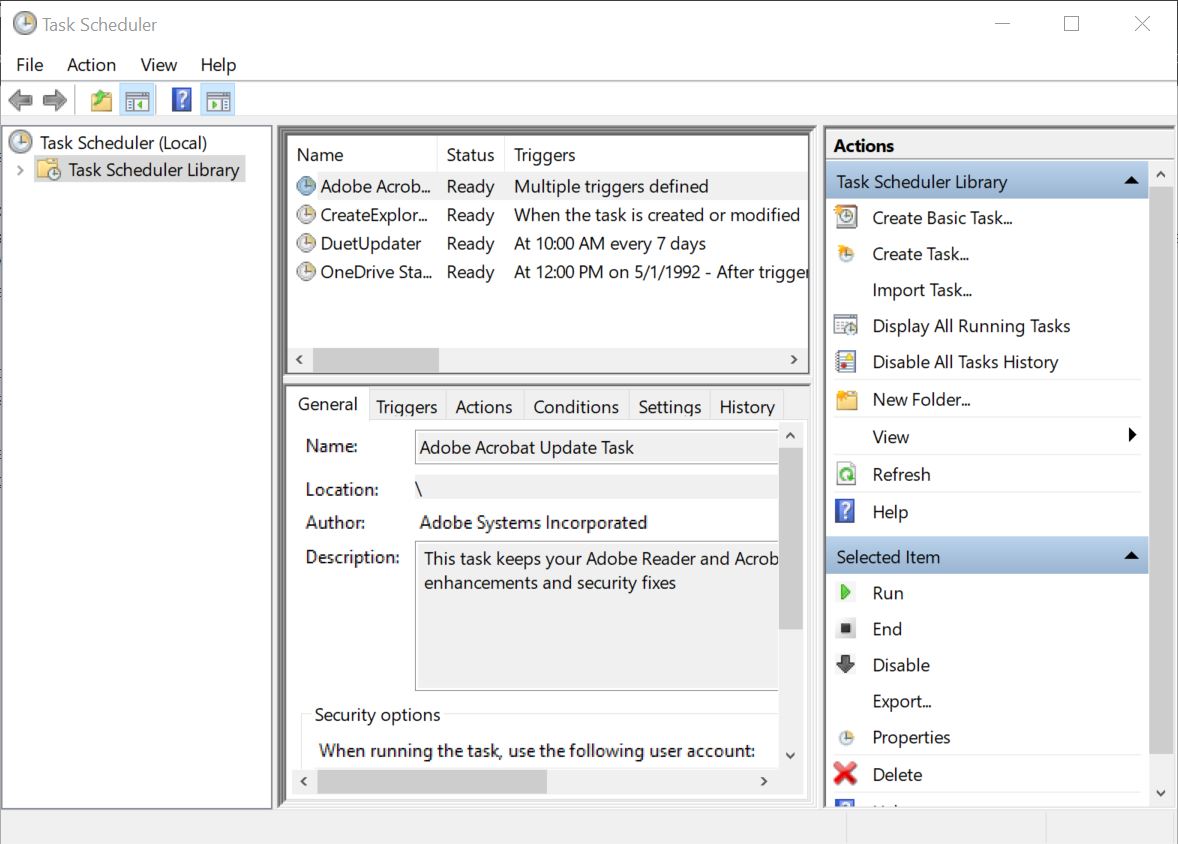 Task Scheduler
File Action View Help
Task Scheduler (Local)
Task Scheduler Library
Name Status Triggers
Adobe Acrob... Ready Multiple triggers defined
CreateExplor... Ready When the task is created or modified
DuetUpdater Ready At 10:00 AM every 7 days
OneDrive Sta... Ready At 12:00 PM on 5/1/1992 - After trigger
General Triggers Actions Conditions Settings History
Name: Adobe Acrobat Update Task
Location: \
Author: Adobe Systems Incorporated
Description: This task keeps your Adobe Reader and Acrob
enhancements and security fixes
Security options
When running the task, use the following user account:
Actions
Task Scheduler Library
Create Basic Task...
Create Task...
Import Task...
Display All Running Tasks
Disable All Tasks History
New Folder...
View
Refresh
Help
Selected Item
Run
End
Disable
Export...
Properties
Delete